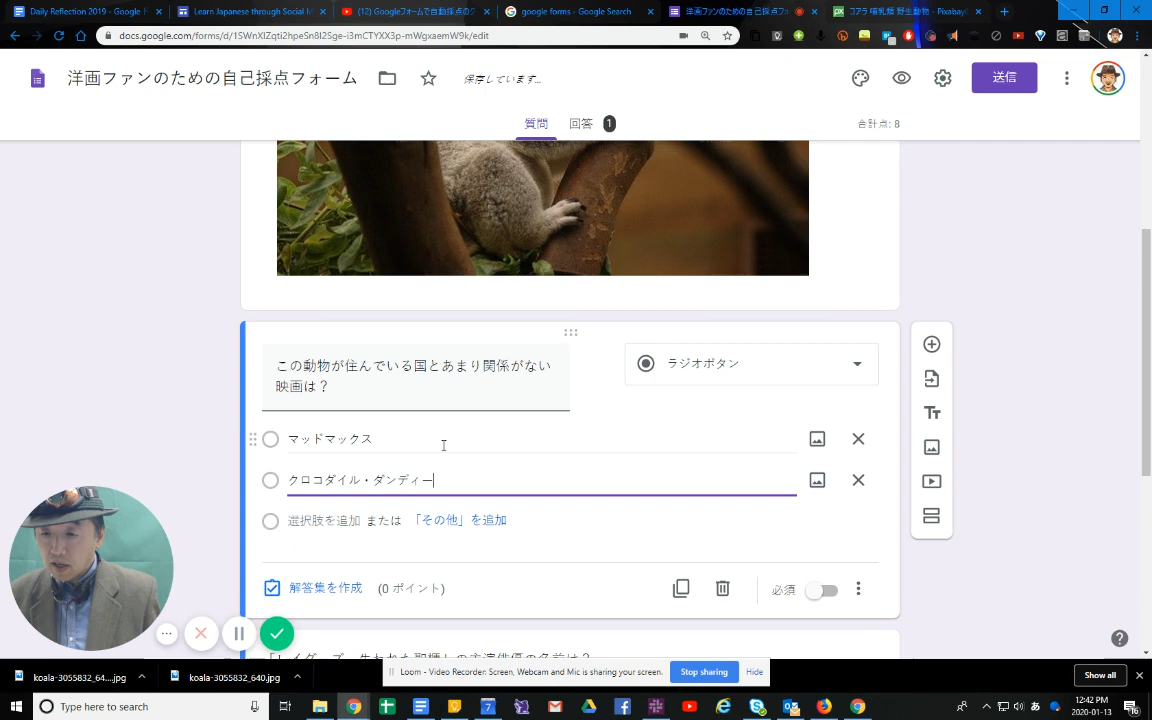 Daily Reflection 2019 - Google F
Learn Japanese through Social M
(12) Googleフォームで自動採点のク
google forms - Google Search
洋画ファンのための自己採点フォ
コアラ 哺乳類 野生動物 - Pixabay
docs.google.com/forms/d/1SWnXIZqti2hpeSn8I2Sge-i3mCTYXX3p-mWgxaemW9k/edit
洋画ファンのための自己採点フォーム
保存しています...
送信
質問
回答 1
合計点: 8
この動物が住んでいる国とあまり関係がない
映画は？
ラジオボタン
マッドマックス
クロコダイル・ダンディー
選択肢を追加 または 「その他」を追加
解答集を作成 (0 ポイント)
必須
Loom - Video Recorder: Screen, Webcam and Mic is sharing your screen.
Stop sharing
Hide
koala-3055832_64....jpg
koala-3055832_640.jpg
Show all
Type here to search
12:42 PM
2020-01-13